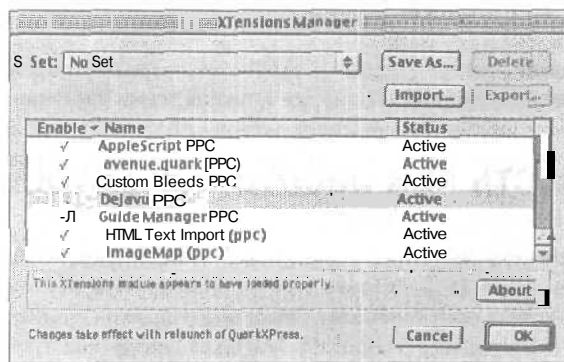 XTensions Manager
S Set: No Set
Save As...
Delete
Import...
Export...
Enable Name Status
√ AppleScript PPC Active
√ avenue.quark [PPC) Active
√ Custom Bleeds PPC Active
DejaVu PPC Active
-Л Guide Manager PPC Active
√ HTML Text Import (ppc) Active
√ ImageMap (ppc) Active
This XTensions module appears to have loaded properly.
About
Changes take effect with relaunch of QuarkXPress.
Cancel
OK